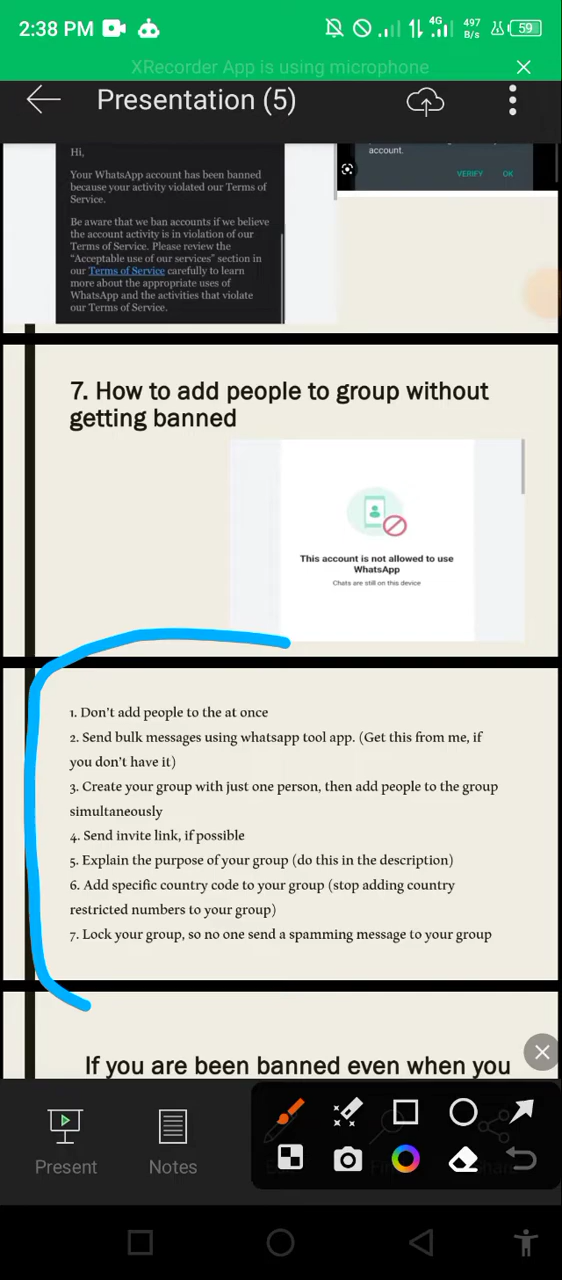 2:38 PM
4G
497
B/s
59
XRecorder App is using microphone
Presentation (5)
Hi,
Your WhatsApp account has been banned
because your activity violated our Terms of
Service.
Be aware that we ban accounts if we believe
the account activity is in violation of our
Terms of Service. Please review the
“Acceptable use of our services” section in
our Terms of Service carefully to learn
more about the appropriate uses of
WhatsApp and the activities that violate
our Terms of Service.
account.
VERIFY OK
7. How to add people to group without
getting banned
This account is not allowed to use
WhatsApp
Chats are still on this device
1. Don't add people to the at once
2. Send bulk messages using whatsapp tool app. (Get this from me, if
you don't have it)
3. Create your group with just one person, then add people to the group
simultaneously
4. Send invite link, if possible
5. Explain the purpose of your group (do this in the description)
6. Add specific country code to your group (stop adding country
restricted numbers to your group)
7. Lock your group, so no one send a spamming message to your group
If you are been banned even when you
Present
Notes